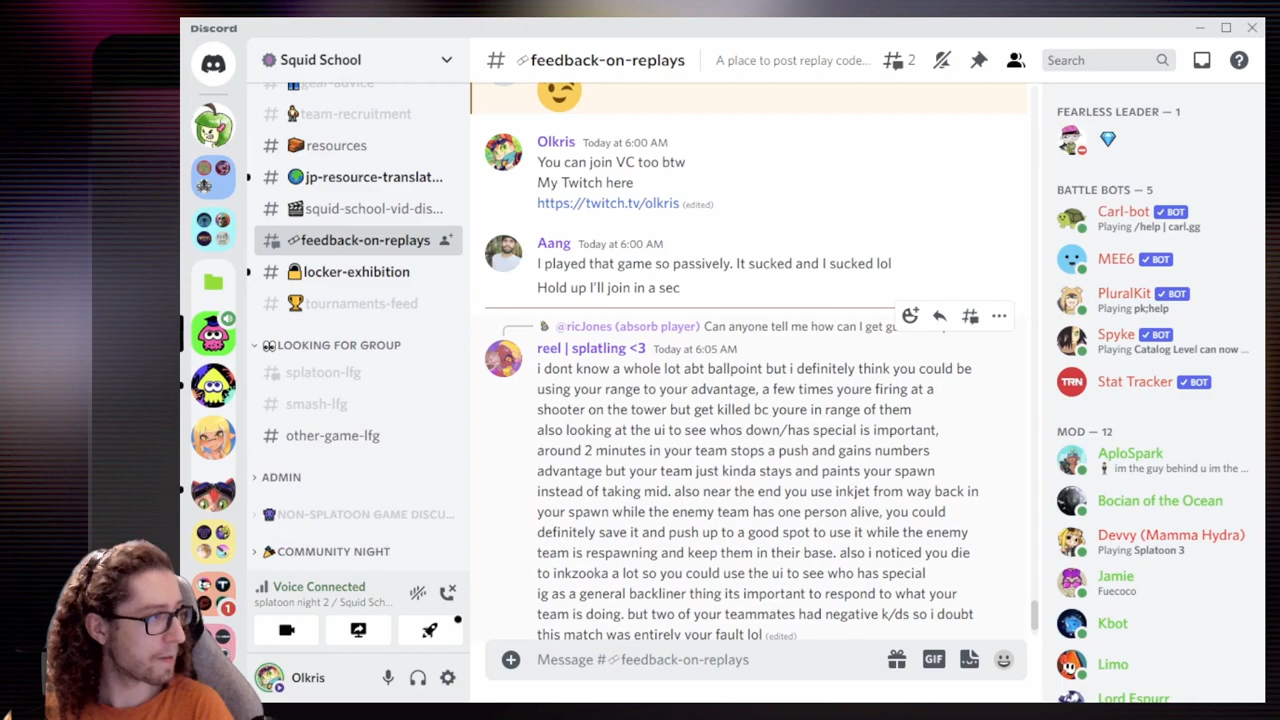 Discord
Squid School
gear-advice
team-recruitment
resources
jp-resource-translat...
squid-school-vid-dis...
feedback-on-replays
locker-exhibition
tournaments-feed
LOOKING FOR GROUP
splatoon-lfg
smash-lfg
other-game-lfg
ADMIN
NON-SPLATOON GAME DISCU...
COMMUNITY NIGHT
Voice Connected
splatoon night 2 / Squid Sch...
Olkris
1
# feedback-on-replays
A place to post replay code...
2
Search
Olkris Today at 6:00 AM
You can join VC too btw
My Twitch here
https://twitch.tv/olkris (edited)
Aang Today at 6:00 AM
I played that game so passively. It sucked and I sucked lol
Hold up I'll join in a sec
@ricJones (absorb player) Can anyone tell me how can I get g
reel | splatling <3 Today at 6:05 AM
i dont know a whole lot abt ballpoint but i definitely think you could be
using your range to your advantage, a few times youre firing at a
shooter on the tower but get killed bc youre in range of them
also looking at the ui to see whos down/has special is important,
around 2 minutes in your team stops a push and gains numbers
advantage but your team just kinda stays and paints your spawn
instead of taking mid. also near the end you use inkjet from way back in
your spawn while the enemy team has one person alive, you could
definitely save it and push up to a good spot to use it while the enemy
team is respawning and keep them in their base. also i noticed you die
to inkzooka a lot so you could use the ui to see who has special
ig as a general backliner thing its important to respond to what your
team is doing. but two of your teammates had negative k/ds so i doubt
this match was entirely your fault lol (edited)
Message # feedback-on-replays
GIF
FEARLESS LEADER — 1
BATTLE BOTS — 5
Carl-bot ✓ BOT
Playing /help | carl.gg
MEE6 ✓ BOT
PluralKit ✓ BOT
Playing pk;help
Spyke ✓ BOT
Playing Catalog Level can now ...
TRN
Stat Tracker ✓ BOT
MOD — 12
AploSpark
im the guy behind u im the ...
Bocian of the Ocean
Devvy (Mamma Hydra)
Playing Splatoon 3
Jamie
Fuecoco
Kbot
Limo
Lord Espurr